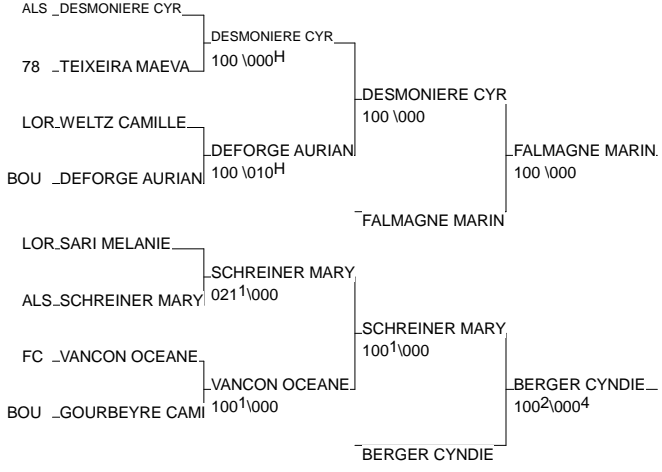 ALS DESMONIERE CYR
DESMONIERE CYR
100 \000H
78 TEIXEIRA MAEVA
DESMONIERE CYR
100 \000
LOR WELTZ CAMILLE
DEFORGE AURIAN
100 \010H
FALMAGNE MARIN
100 \000
BOU DEFORGE AURIAN
FALMAGNE MARIN
LOR SARI MELANIE
SCHREINER MARY
0211\000
ALS SCHREINER MARY
SCHREINER MARY
1001\000
FC VANCON OCEANE
VANCON OCEANE
1001\000
BERGER CYNDIE
1002\0004
BOU GOURBEYRE CAMI
BERGER CYNDIE